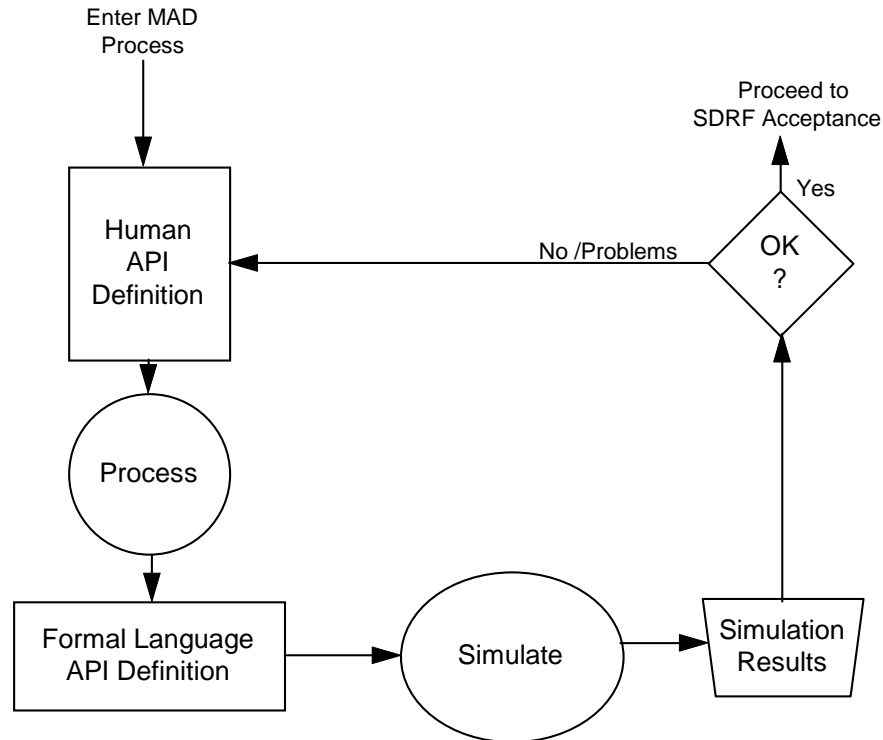 Enter MAD
Process
Proceed to
SDRF Acceptance
Yes
Human
API
Definition
No /Problems
OK
?
Process
Formal Language
API Definition
Simulate
Simulation
Results